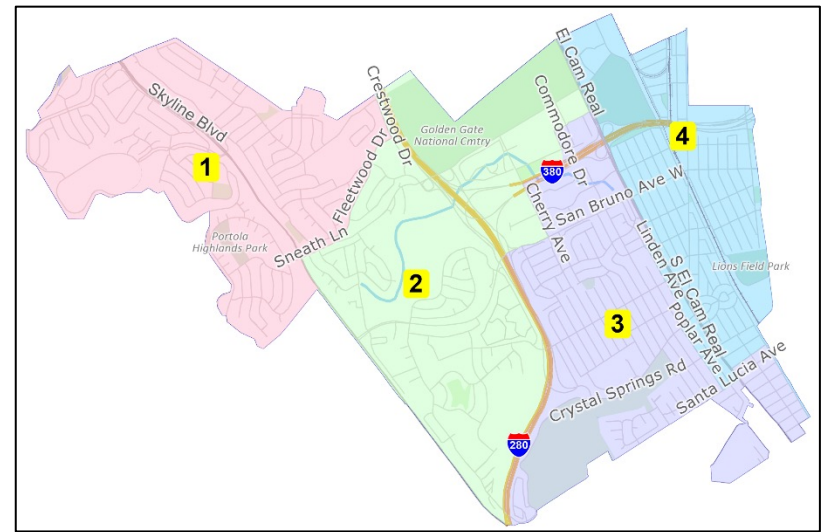 Skyline Blvd
1
Portola
Highlands Park
Sneath Ln
Fleetwood Dr
Crestwood Dr
Golden Gate
National Cmtry
El Cam Real
Commodore Dr
380
4
Cherry Ave
San Bruno Ave W
2
3
Linden Ave
S El Cam Real
Poplar Ave
Lions Field Park
Crystal Springs Rd
Santa Lucia Ave
280